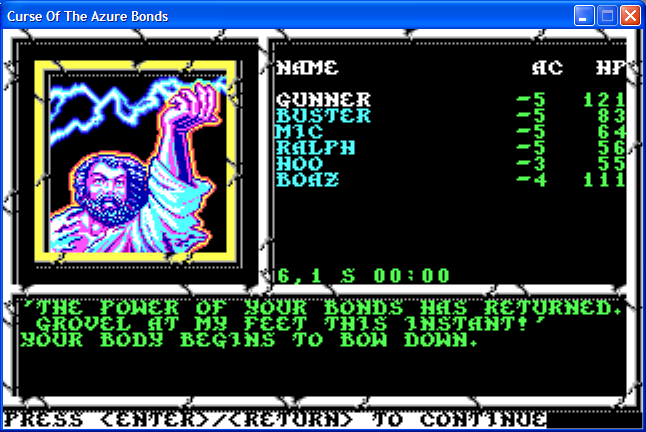 Curse Of The Azure Bonds
NAME AC HP
GUNNER -5 121
BUSTER -5 83
MIC -5 64
RALPH -5 56
HOO -3 55
BOAZ -4 111
6,1 S 00:00
'THE POWER OF YOUR BONDS HAS RETURNED.
GROVEL AT MY FEET THIS INSTANT!'
YOUR BODY BEGINS TO BOW DOWN.
PRESS <ENTER>/<RETURN> TO CONTINUE